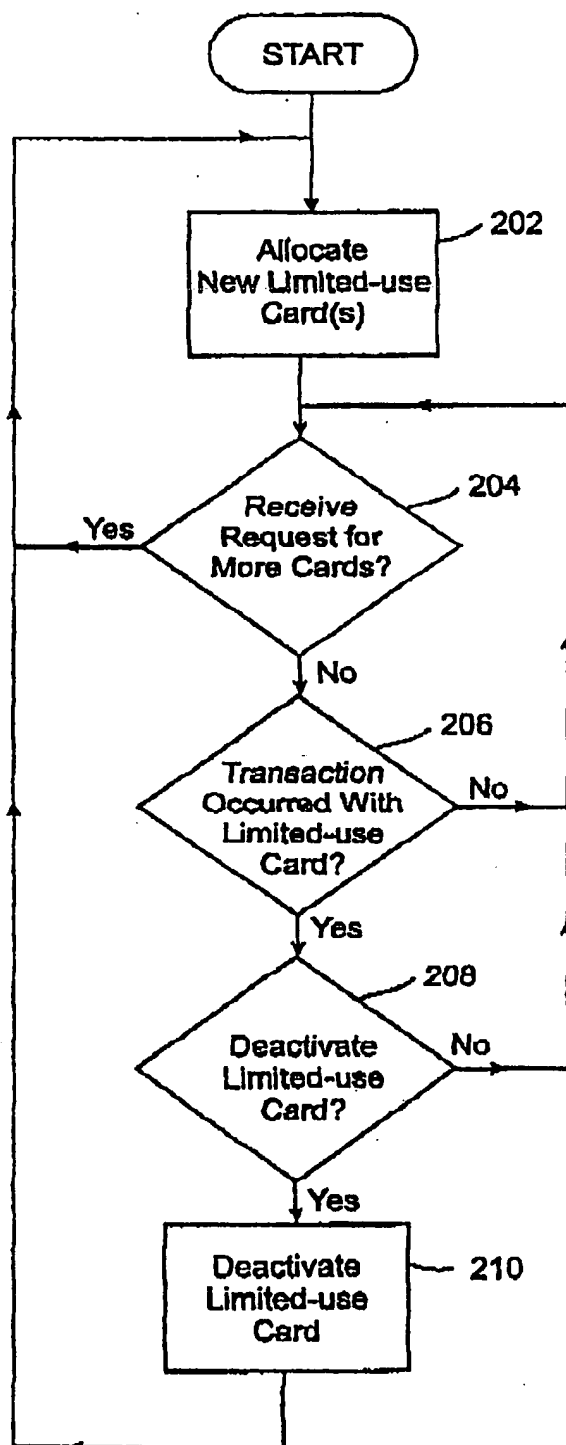 START
202
Allocate
New Limited-use
Card(s)
204
Receive
Request for
More Cards?
Yes
No
206
Transaction
Occurred With
Limited-use
Card?
No
Yes
208
Deactivate
Limited-use
Card?
No
Yes
Deactivate
Limited-use
Card
210